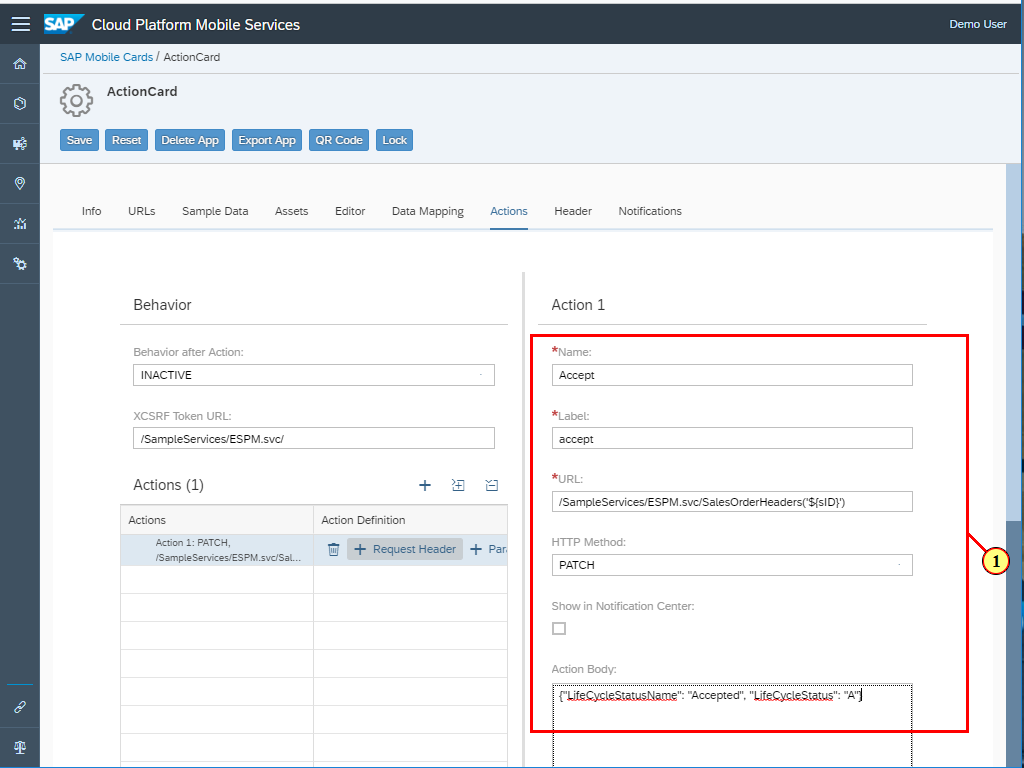 SAP Cloud Platform Mobile Services
Demo User
SAP Mobile Cards / ActionCard
ActionCard
Save Reset Delete App Export App QR Code Lock
Info URLs Sample Data Assets Editor Data Mapping Actions Header Notifications
Behavior
Behavior after Action:
INACTIVE
XCSRF Token URL:
/SampleServices/ESPM.svc/
Actions (1)
Actions Action Definition
Action 1: PATCH,
/SampleServices/ESPM.svc/Sal...
Request Header Para
Action 1
*Name:
Accept
*Label:
accept
*URL:
/SampleServices/ESPM.svc/SalesOrderHeaders('${sID}')
HTTP Method:
PATCH
Show in Notification Center:
Action Body:
{"LifeCycleStatusName": "Accepted", "LifeCycleStatus": "A"}
1